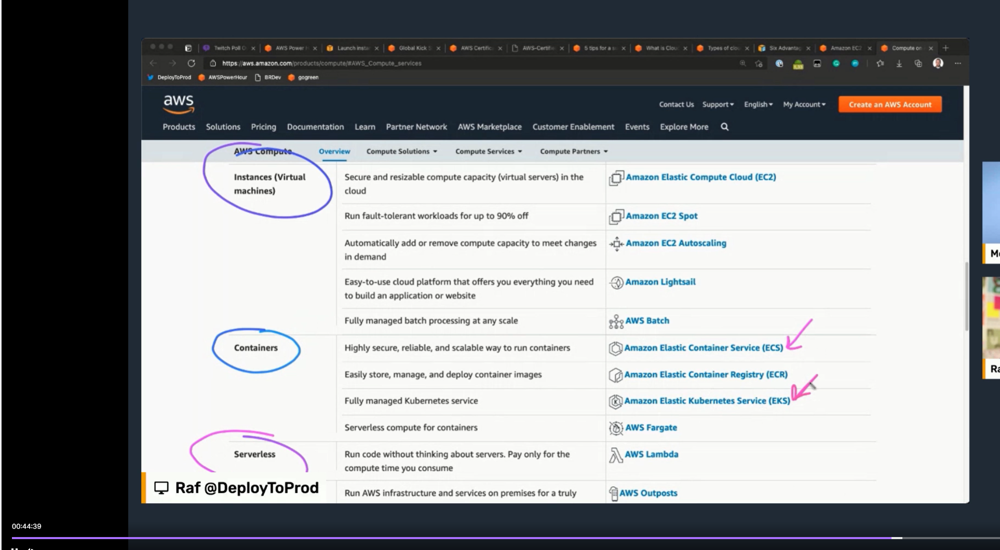 Twitch Poll
AWS Power
Launch insta
Global Kick S
AWS Certific
AWS-Certifie
5 tips for a
What is Clou
Types of clou
Six Advantag
Amazon EC2
Compute on
https://aws.amazon.com/products/compute/#AWS_Compute_services
DeployToProd AWSPowerHour BRDev gogreen
aws
Contact Us Support English My Account Create an AWS Account
Products Solutions Pricing Documentation Learn Partner Network AWS Marketplace Customer Enablement Events Explore More
AWS Compute Overview Compute Solutions Compute Services Compute Partners
Instances (Virtual
machines)
Secure and resizable compute capacity (virtual servers) in the
cloud
Amazon Elastic Compute Cloud (EC2)
Run fault-tolerant workloads for up to 90% off
Amazon EC2 Spot
Automatically add or remove compute capacity to meet changes
in demand
Amazon EC2 Autoscaling
Easy-to-use cloud platform that offers you everything you need
to build an application or website
Amazon Lightsail
Fully managed batch processing at any scale
AWS Batch
Containers
Highly secure, reliable, and scalable way to run containers
Amazon Elastic Container Service (ECS)
Easily store, manage, and deploy container images
Amazon Elastic Container Registry (ECR)
Fully managed Kubernetes service
Amazon Elastic Kubernetes Service (EKS)
Serverless compute for containers
AWS Fargate
Serverless
Run code without thinking about servers. Pay only for the
compute time you consume
AWS Lambda
Run AWS infrastructure and services on premises for a truly
AWS Outposts
Raf @DeployToProd
00:44:39